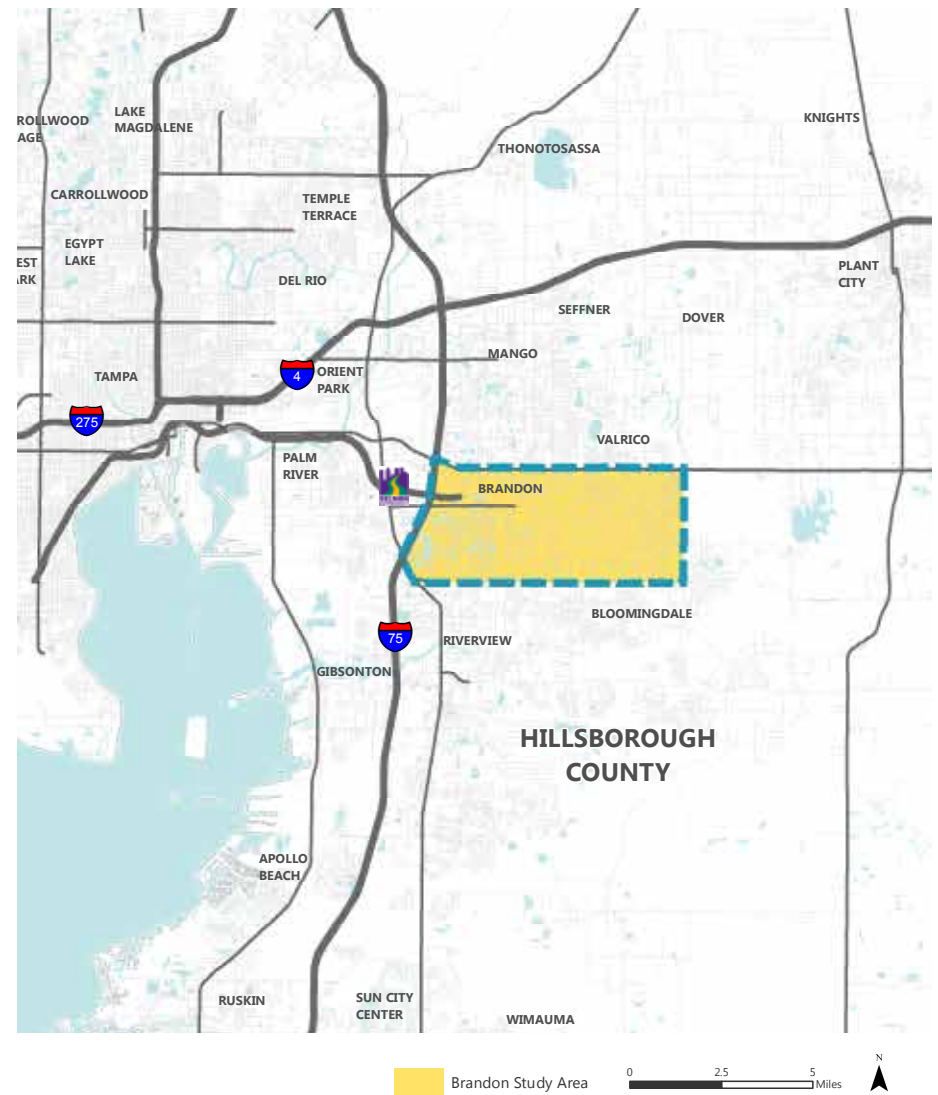 LAKE
MAGDALENE
ROLLWOOD
AGE
KNIGHTS
THONOTOSASSA
CARROLLWOOD
TEMPLE
TERRACE
EGYPT
LAKE
EST
ARK
DEL RIO
PLANT
CITY
SEFFNER
DOVER
MANGO
4
ORIENT
PARK
TAMPA
275
VALRICO
PALM
RIVER
BRANDON
BLOOMINGDALE
75
RIVERVIEW
GIBSONTON
HILLSBOROUGH
COUNTY
APOLLO
BEACH
RUSKIN
SUN CITY
CENTER
WIMAUMA
Brandon Study Area
0 2.5 5
Miles
N